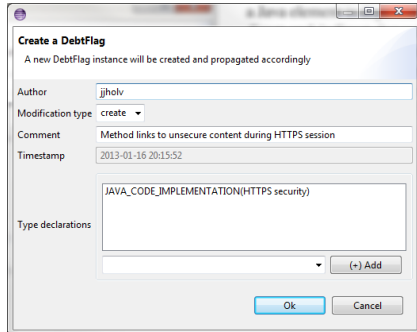 a Java elemen
Create a DebtFlag
A new DebtFlag instance will be created and propagated accordingly
Author jjholv
Modification type create
Comment Method links to unsecure content during HTTPS session
Timestamp 2013-01-16 20:15:52
JAVA_CODE_IMPLEMENTATION(HTTPS security)
Type declarations
(+) Add
Ok Cancel